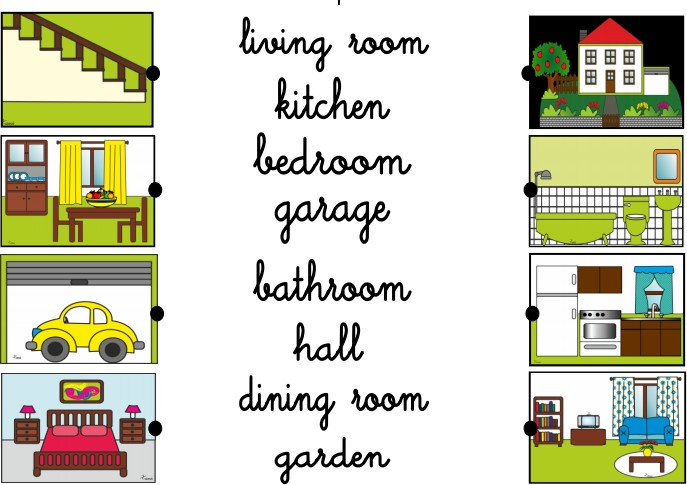 living room
kitchen
bedroom
garage
bathroom
hall
dining room
garden